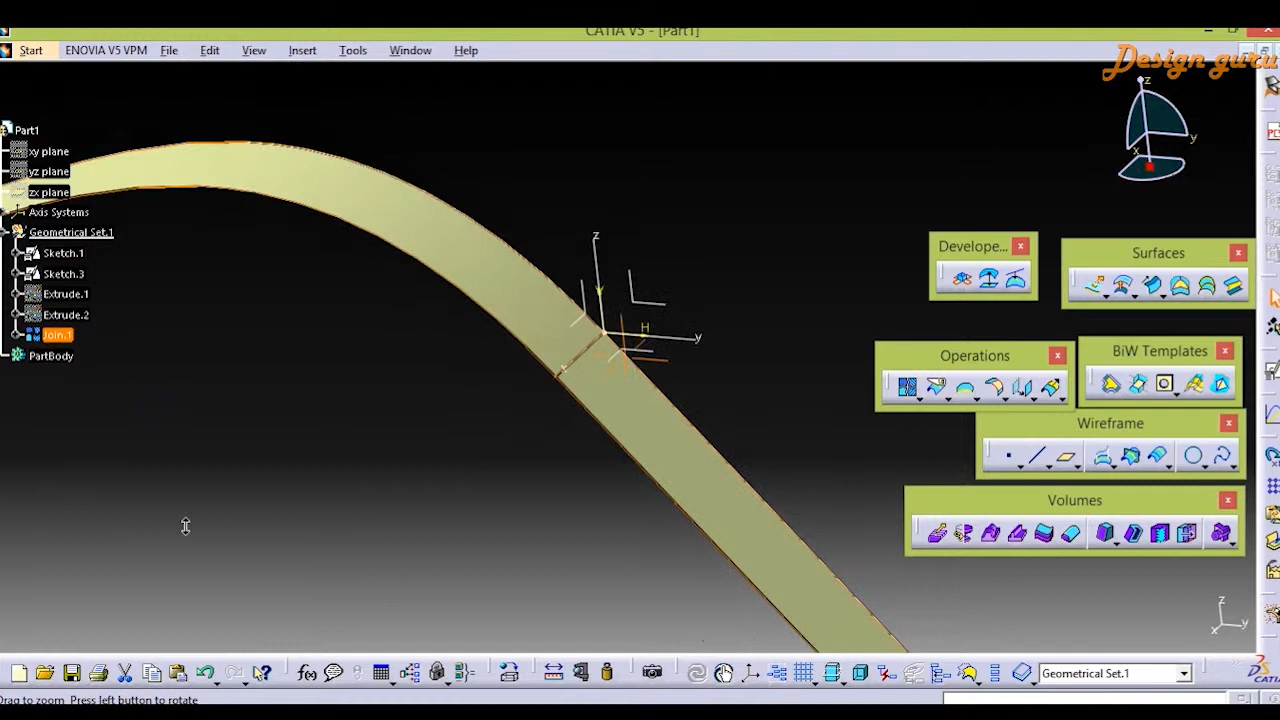 CATIA V5 - [Part1]
Start ENOVIA V5 VPM File Edit View Insert Tools Window Help
Design guru
z
y
x
Part1
xy plane
yz plane
zx plane
Axis Systems
Geometrical Set.1
Sketch.1
Sketch.3
Extrude.1
Extrude.2
Join.1
PartBody
z
H
y
Develope...
Surfaces
Operations
BiW Templates
Wireframe
Volumes
z
x
y
Geometrical Set.1
Drag to zoom. Press left button to rotate